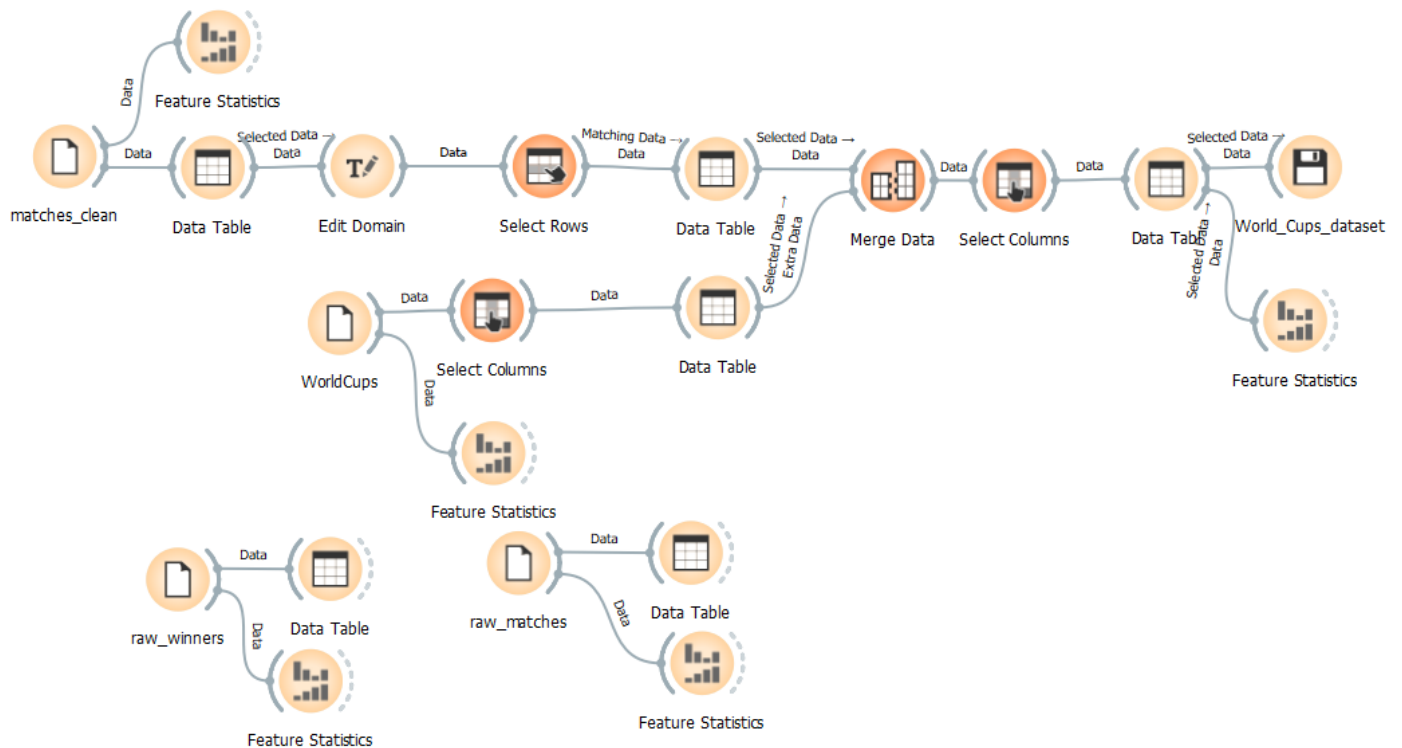 Feature Statistics
Data
matches_clean
Data
Data Table
Selected Data →
Data
Edit Domain
Data
Select Rows
Matching Data →
Data
Data Table
Selected Data →
Data
Merge Data
Data
Select Columns
Data
Data Table
Selected Data →
Data
World_Cups_dataset
Selected Data →
Data
Feature Statistics
WorldCups
Data
Select Columns
Data
Data Table
Selected Data →
Extra Data
Data
Feature Statistics
raw_winners
Data
Data Table
Data
Feature Statistics
raw_matches
Data
Data Table
Data
Feature Statistics